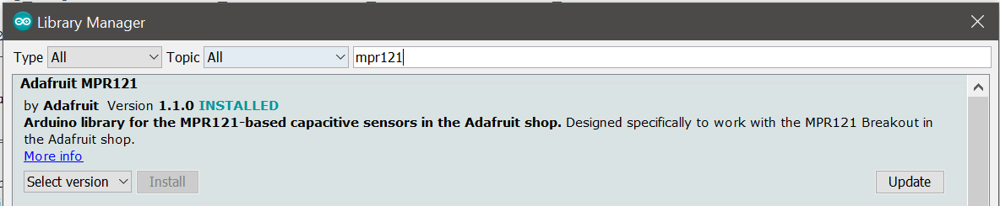 Library Manager
Type All Topic All mpr121
Adafruit MPR121
by Adafruit Version 1.1.0 INSTALLED
Arduino library for the MPR121-based capacitive sensors in the Adafruit shop. Designed specifically to work with the MPR121 Breakout in
the Adafruit shop.
More info
Select version Install Update